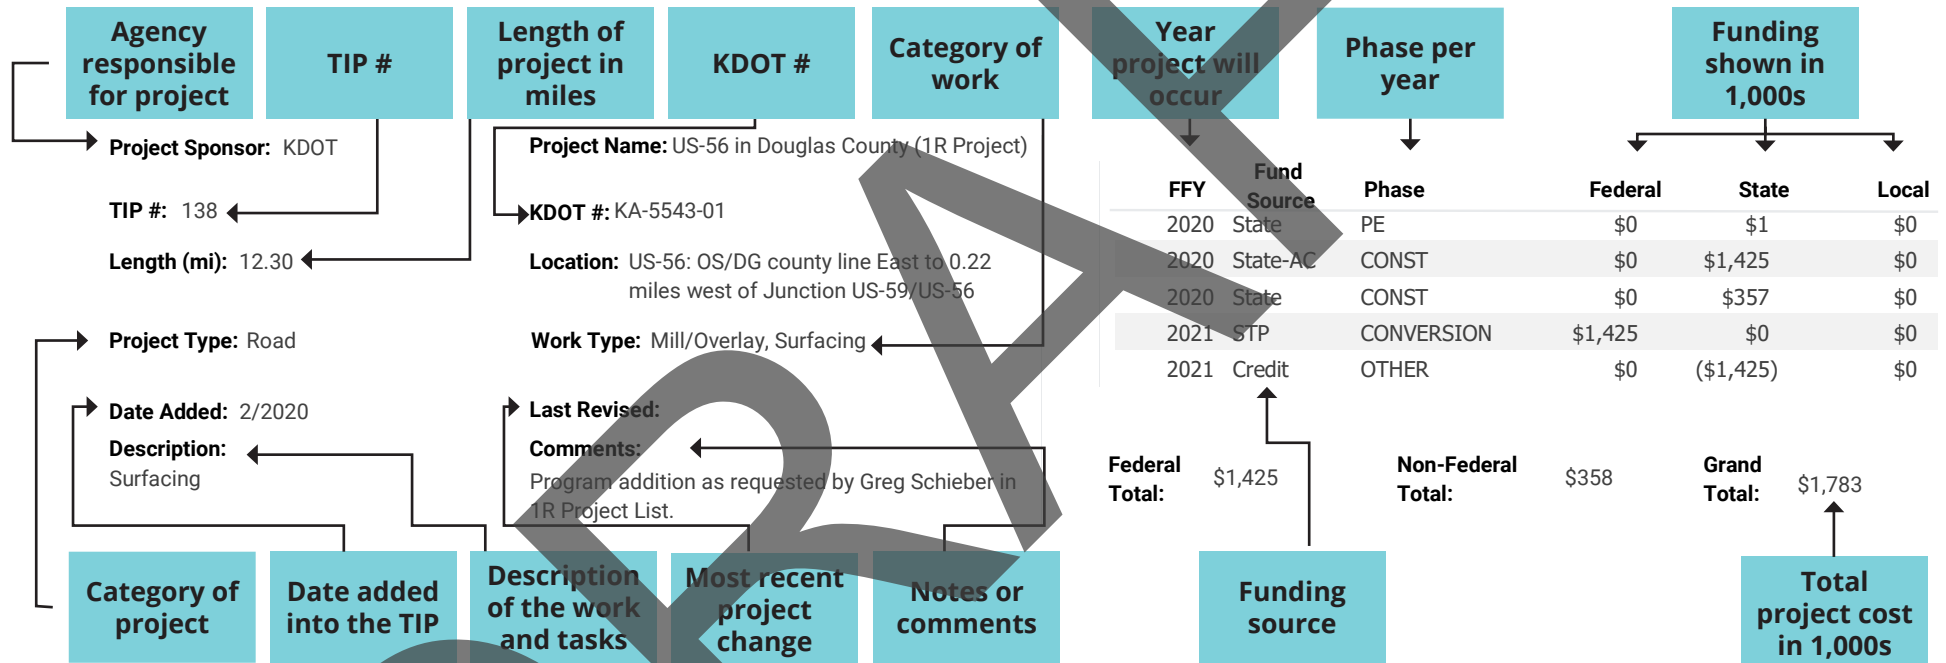 Agency
responsible
for project
TIP #
Length of
project in
miles
KDOT #
Category of
work
Year
project will
occur
Phase per
year
Funding
shown in
1,000s
Project Sponsor: KDOT
Project Name: US-56 in Douglas County (1R Project)
TIP #: 138
KDOT #: KA-5543-01
Length (mi): 12.30
Location: US-56: OS/DG county line East to 0.22
miles west of Junction US-59/US-56
Project Type: Road
Work Type: Mill/Overlay, Surfacing
Date Added: 2/2020
Last Revised:
Description:
Surfacing
Comments:
Program addition as requested by Greg Schieber in
1R Project List.
FFY Fund Source Phase Federal State Local
2020 State PE $0 $1 $0
2020 State-AC CONST $0 $1,425 $0
2020 State CONST $0 $357 $0
2021 STP CONVERSION $1,425 $0 $0
2021 Credit OTHER $0 ($1,425) $0
Federal
Total: $1,425
Non-Federal
Total: $358
Grand
Total: $1,783
Category of
project
Date added
into the TIP
Description
of the work
and tasks
Most recent
project
change
Notes or
comments
Funding
source
Total
project cost
in 1,000s